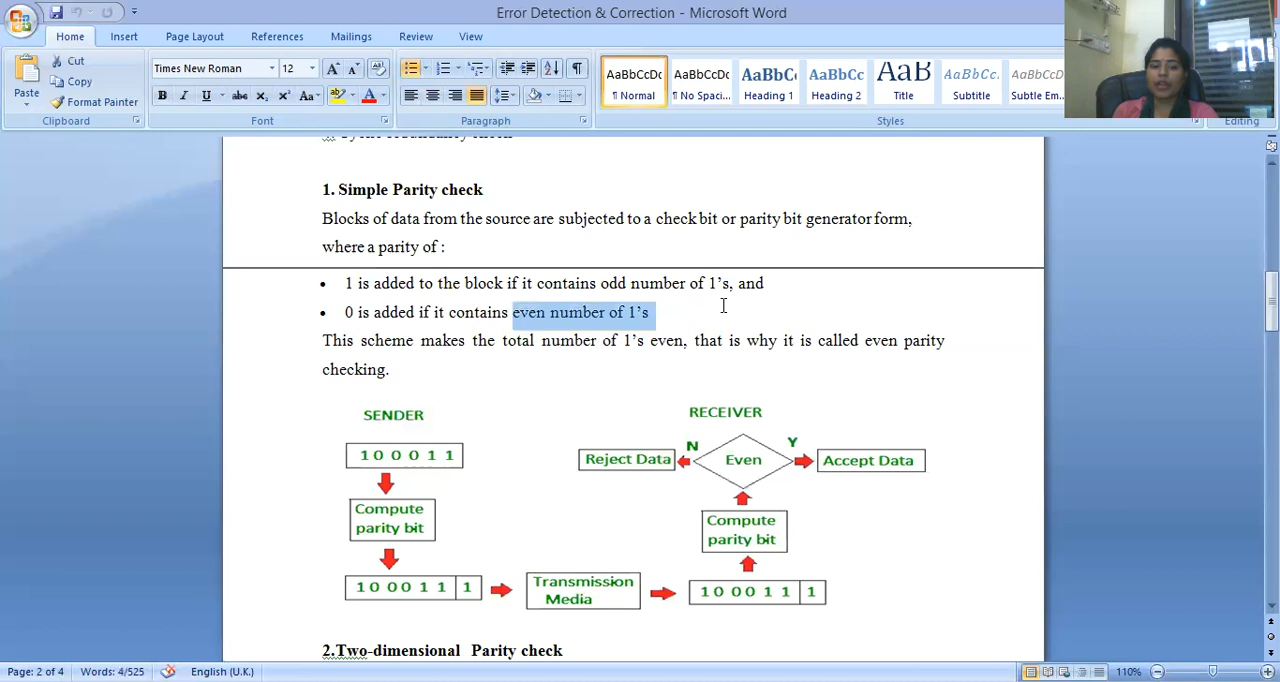 Error Detection & Correction - Microsoft Word
Home Insert Page Layout References Mailings Review View
Paste Cut Copy Format Painter
Times New Roman 12
AaBbCcDc AaBbCcDc AaBbCc AaBbCc AaB AaBbCc. AaBbCcDc
¶ Normal ¶ No Spaci... Heading 1 Heading 2 Title Subtitle Subtle Em...
Clipboard Font Paragraph Styles Editing
1. Simple Parity check
Blocks of data from the source are subjected to a check bit or parity bit generator form,
where a parity of :
• 1 is added to the block if it contains odd number of 1’s, and
• 0 is added if it contains even number of 1’s
This scheme makes the total number of 1’s even, that is why it is called even parity
checking.
SENDER
1 0 0 0 1 1
Compute
parity bit
1 0 0 0 1 1 1
Transmission
Media
RECEIVER
Reject Data N Even Y Accept Data
Compute
parity bit
1 0 0 0 1 1 1
2.Two-dimensional Parity check
Page: 2 of 4 Words: 4/525 English (U.K.) 110%